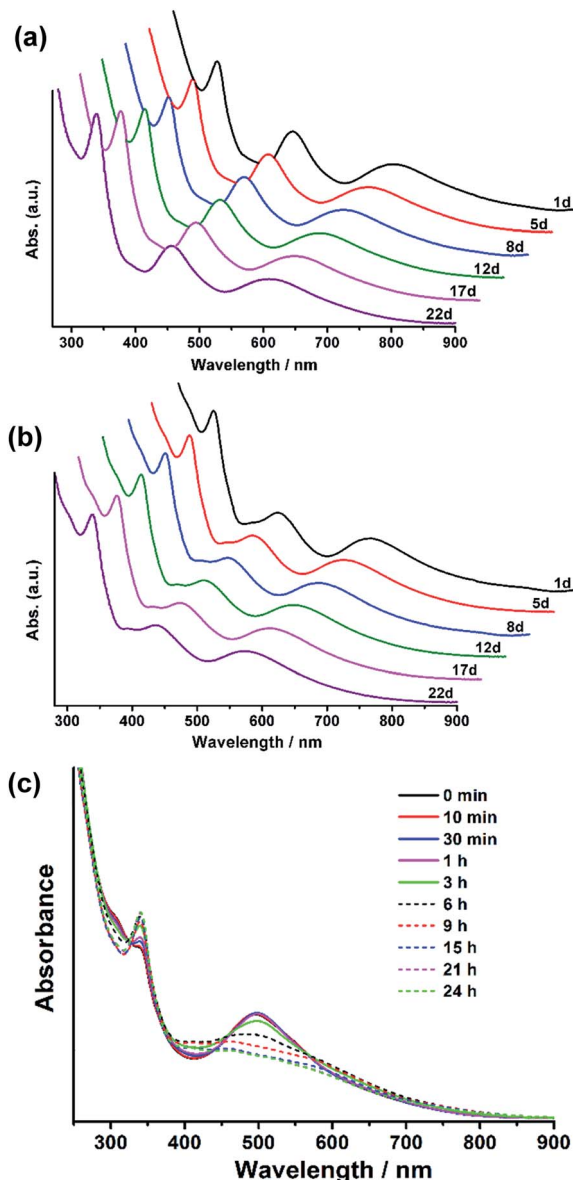 (a)
Abs. (a.u.)
1d
5d
8d
12d
17d
22d
300 400 500 600 700 800 900
Wavelength / nm
(b)
Abs. (a.u.)
1d
5d
8d
12d
17d
22d
300 400 500 600 700 800 900
Wavelength / nm
(c)
Absorbance
0 min
10 min
30 min
1 h
3 h
6 h
9 h
15 h
21 h
24 h
300 400 500 600 700 800 900
Wavelength / nm